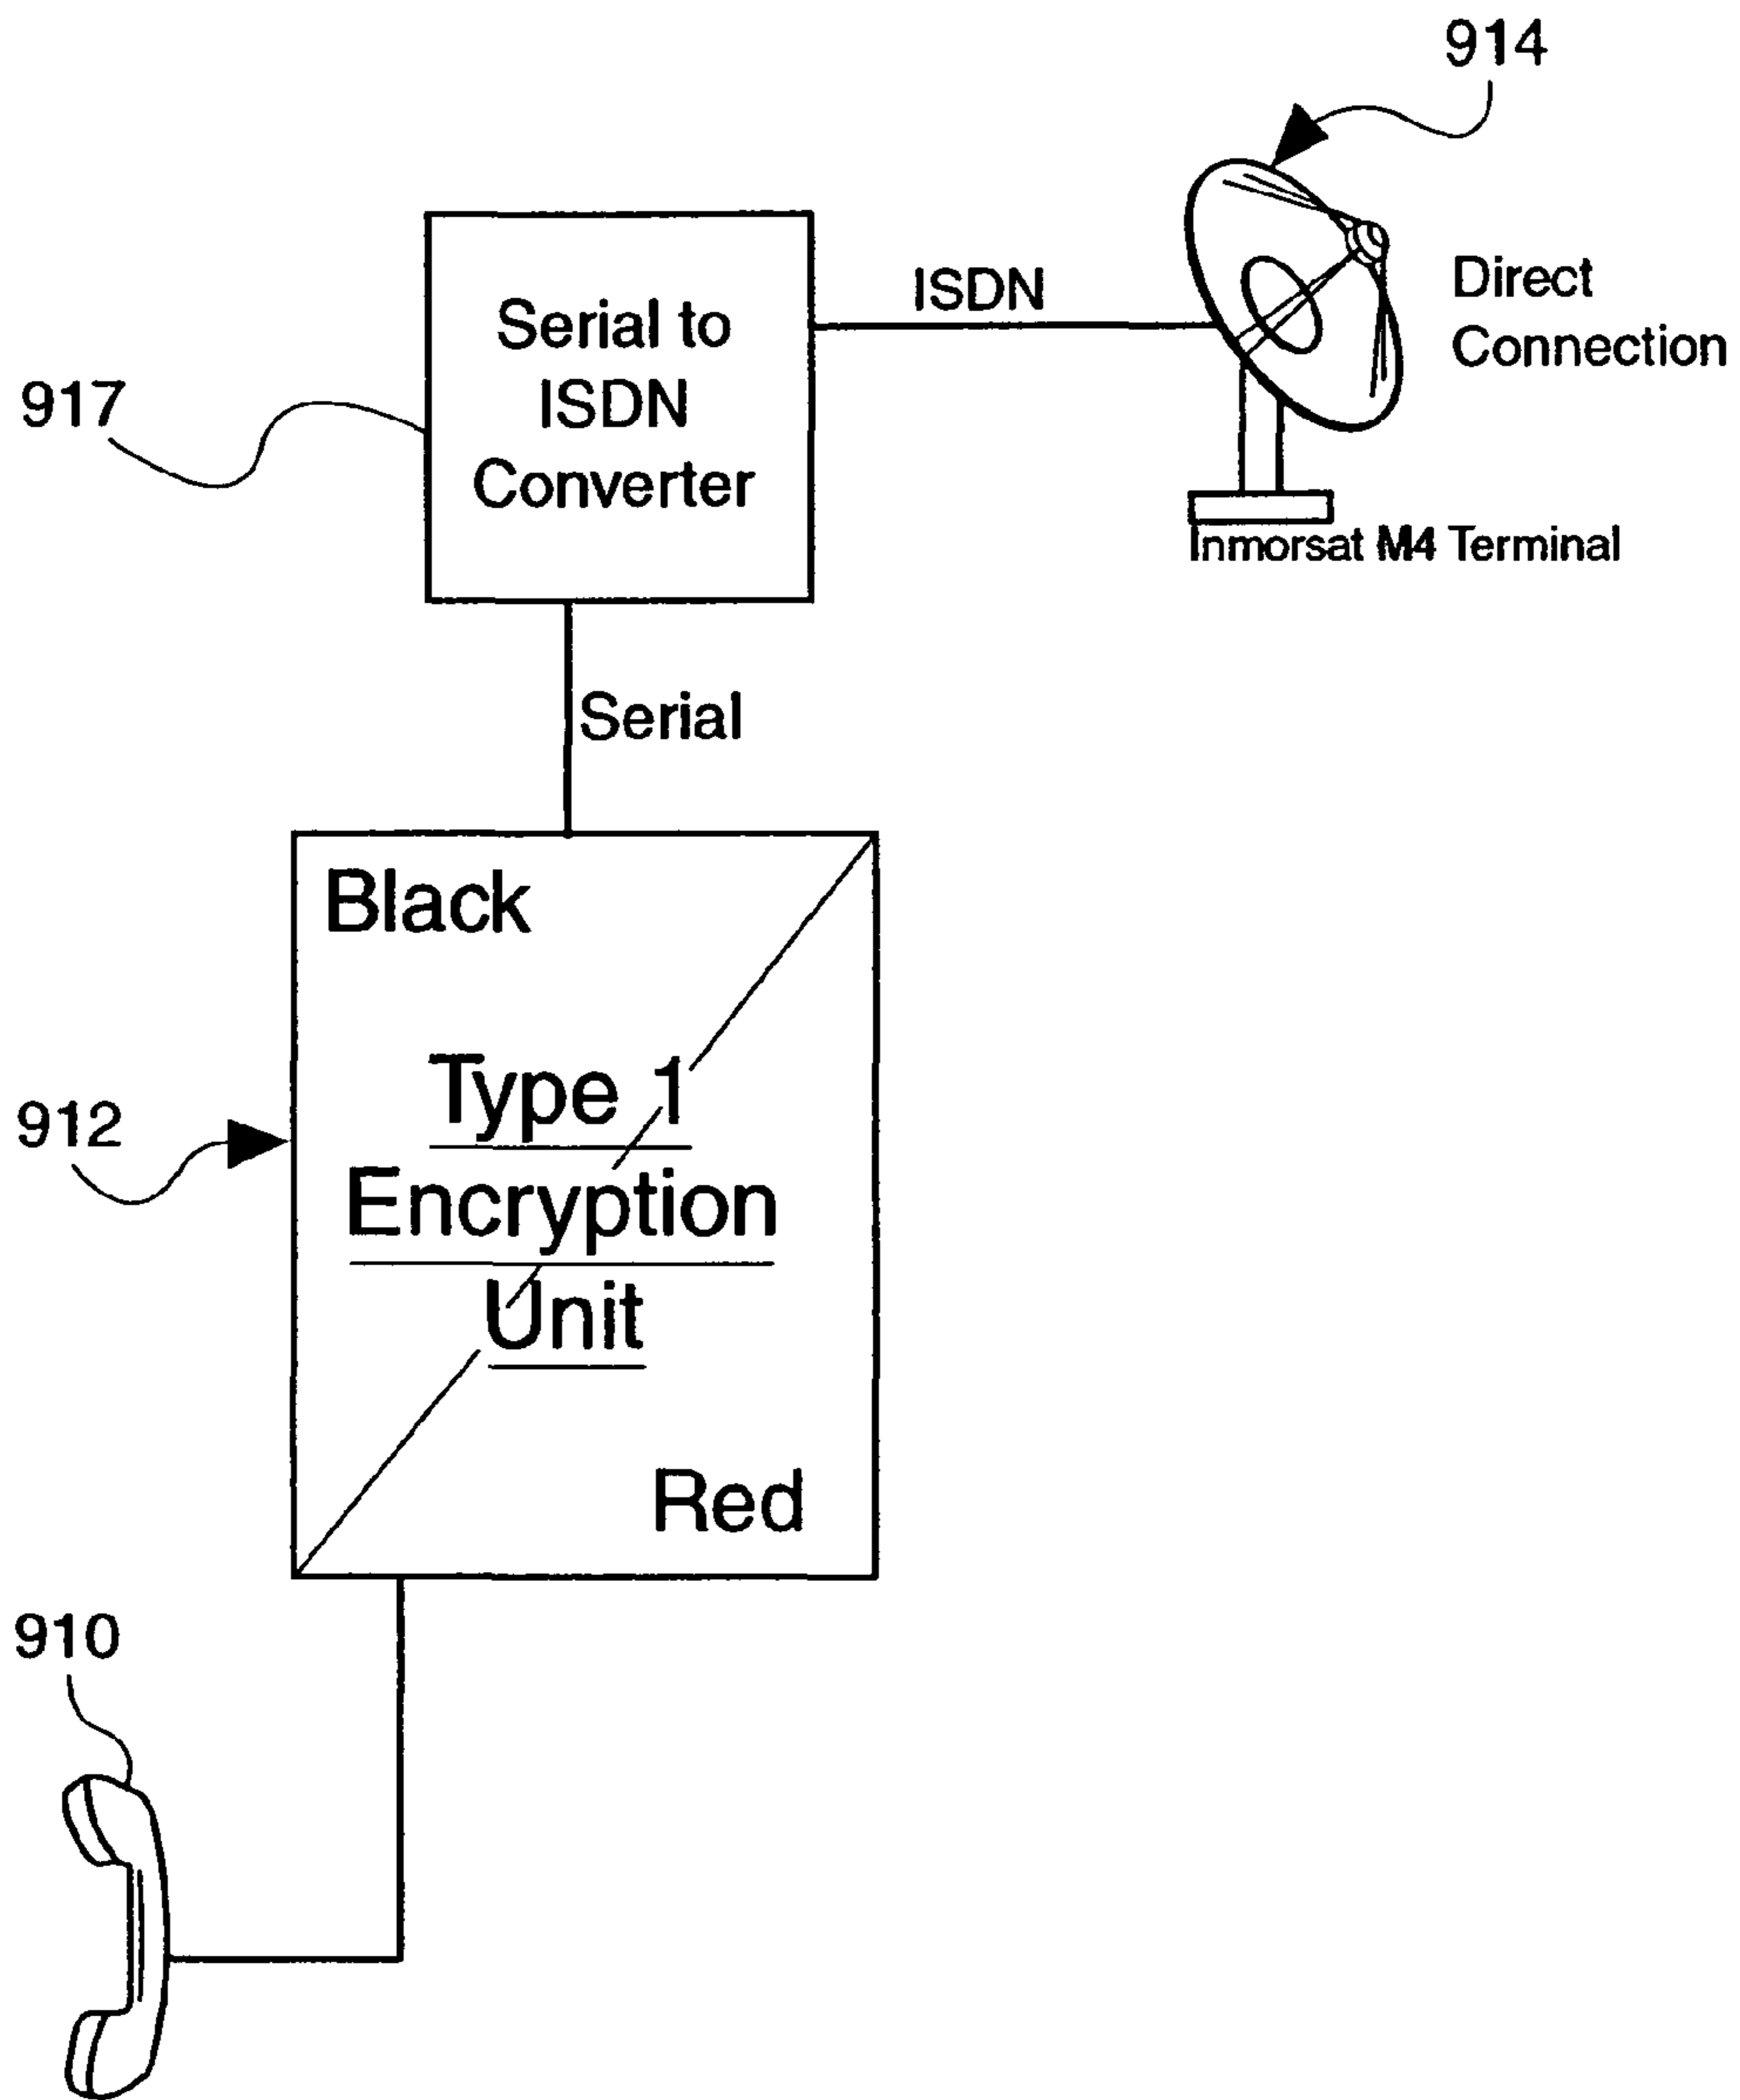 914
Serial to
ISDN
Converter
ISDN
Direct
Connection
917
Inmorsat M4 Terminal
Serial
Black
Type 1
Encryption
Unit
Red
912
910